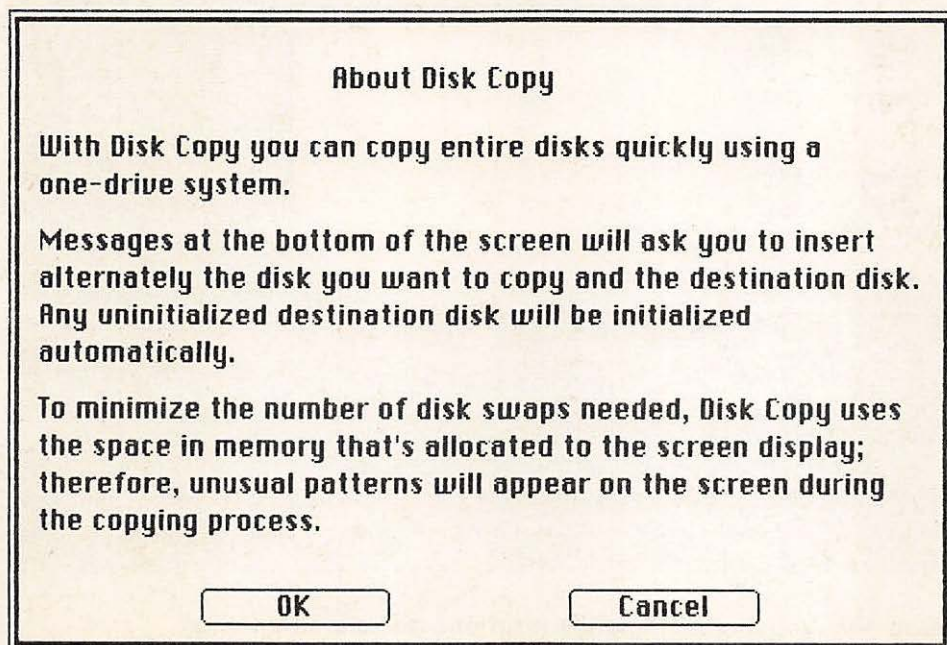 About Disk Copy
With Disk Copy you can copy entire disks quickly using a
one-drive system.
Messages at the bottom of the screen will ask you to insert
alternately the disk you want to copy and the destination disk.
Any uninitialized destination disk will be initialized
automatically.
To minimize the number of disk swaps needed, Disk Copy uses
the space in memory that's allocated to the screen display;
therefore, unusual patterns will appear on the screen during
the copying process.
OK
Cancel